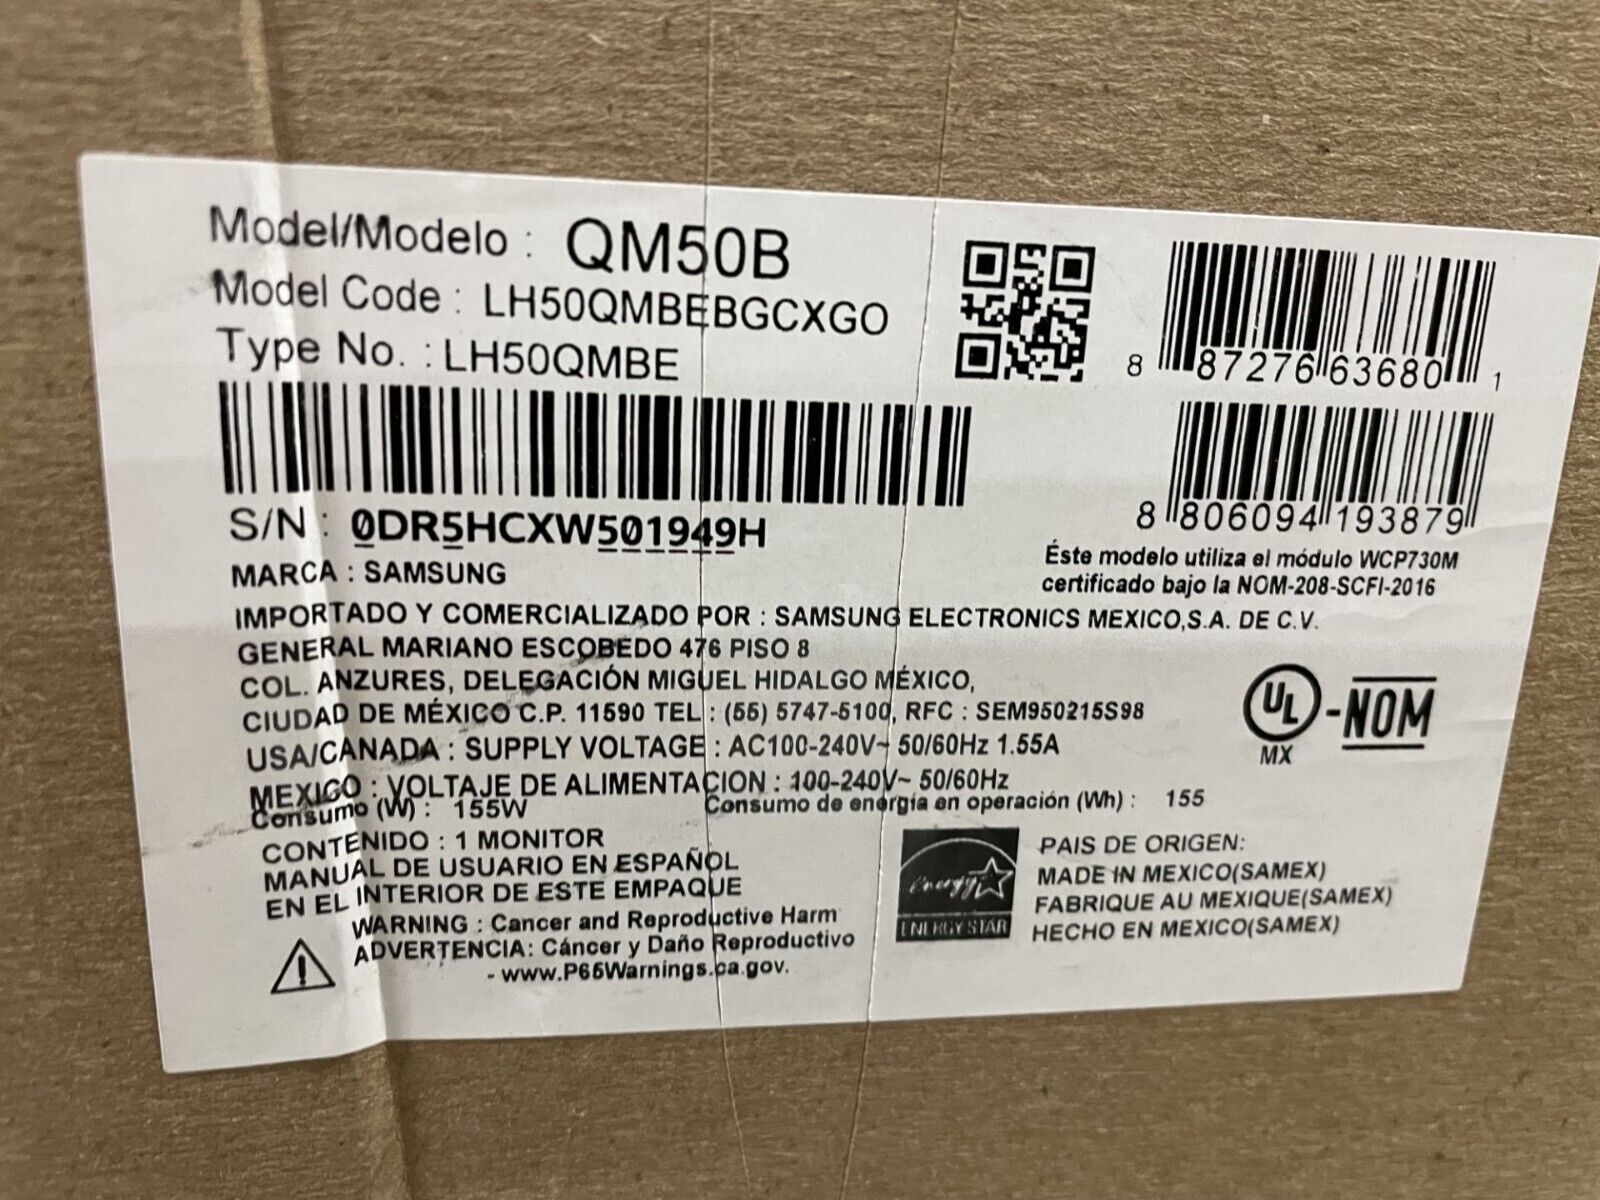 Model/Modelo : QM50B
Model Code : LH50QMBEBGCXGO
Type No. : LH50QMBE
8 87276 63680 1
S/N : 0DR5HCXW501949H
8 806094 193879
Éste modelo utiliza el módulo WCP730M
certificado bajo la NOM-208-SCFI-2016
MARCA : SAMSUNG
IMPORTADO Y COMERCIALIZADO POR : SAMSUNG ELECTRONICS MEXICO,S.A. DE C.V.
GENERAL MARIANO ESCOBEDO 476 PISO 8
COL. ANZURES, DELEGACIÓN MIGUEL HIDALGO MÉXICO,
CIUDAD DE MÉXICO C.P. 11590 TEL : (55) 5747-5100, RFC : SEM950215S98
USA/CANADA : SUPPLY VOLTAGE : AC100-240V~ 50/60Hz 1.55A
MEXICO : VOLTAJE DE ALIMENTACION : 100-240V~ 50/60Hz
Consumo (W) : 155W Consumo de energía en operación (Wh) : 155
UL-NOM
MX
CONTENIDO : 1 MONITOR
MANUAL DE USUARIO EN ESPAÑOL
EN EL INTERIOR DE ESTE EMPAQUE
WARNING : Cancer and Reproductive Harm
ADVERTENCIA: Cáncer y Daño Reproductivo
- www.P65Warnings.ca.gov.
energy
ENERGY STAR
PAIS DE ORIGEN:
MADE IN MEXICO(SAMEX)
FABRIQUE AU MEXIQUE(SAMEX)
HECHO EN MEXICO(SAMEX)